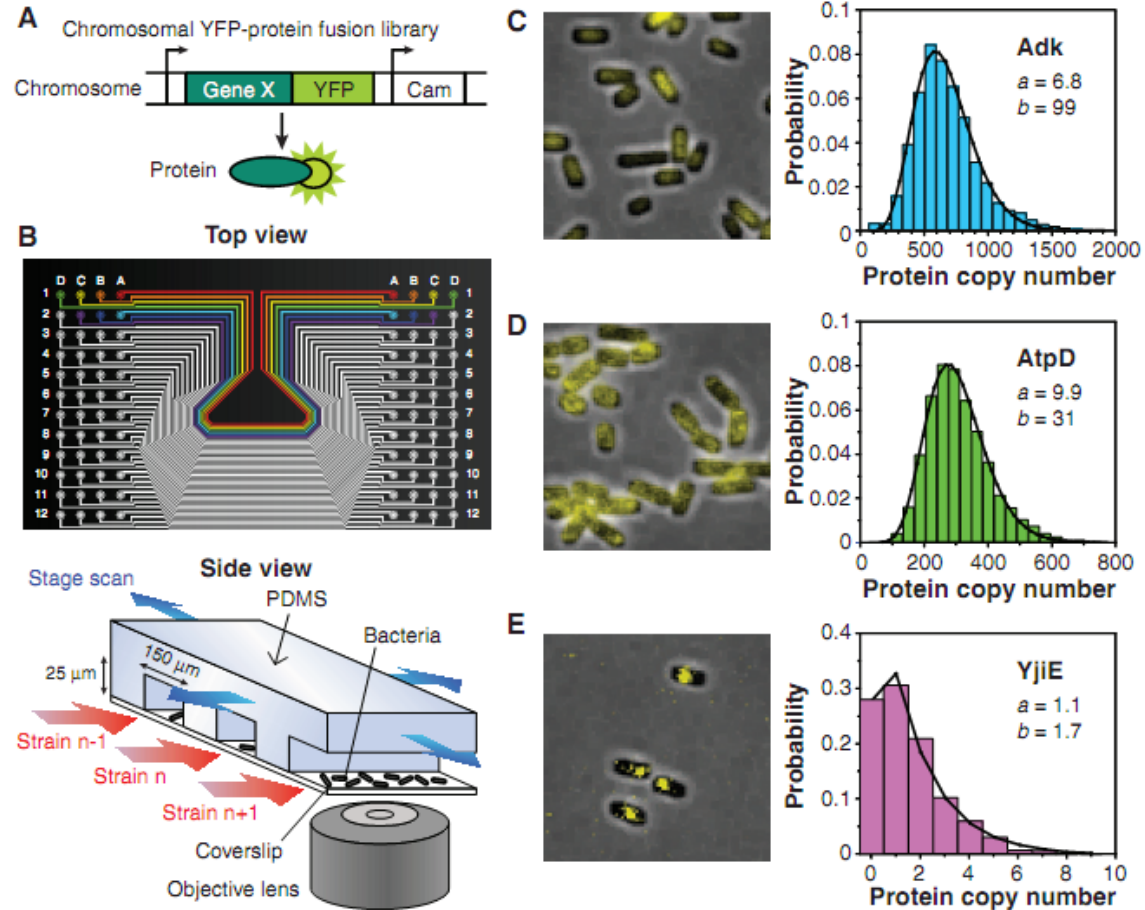 A
Chromosomal YFP-protein fusion library
Chromosome
Gene X
YFP
Cam
Protein
B
Top view
D C B A
A B C D
1
2
3
4
5
6
7
8
9
10
11
12
1
2
3
4
5
6
7
8
9
10
11
12
Side view
Stage scan
PDMS
Bacteria
150 µm
25 µm
Strain n-1
Strain n
Strain n+1
Coverslip
Objective lens
C
Probability
0.1
0.08
0.06
0.04
0.02
0
Adk
a = 6.8
b = 99
0 500 1000 1500 2000
Protein copy number
D
Probability
0.1
0.08
0.06
0.04
0.02
0
AtpD
a = 9.9
b = 31
0 200 400 600 800
Protein copy number
E
Probability
0.4
0.3
0.2
0.1
0
YjiE
a = 1.1
b = 1.7
0 2 4 6 8 10
Protein copy number